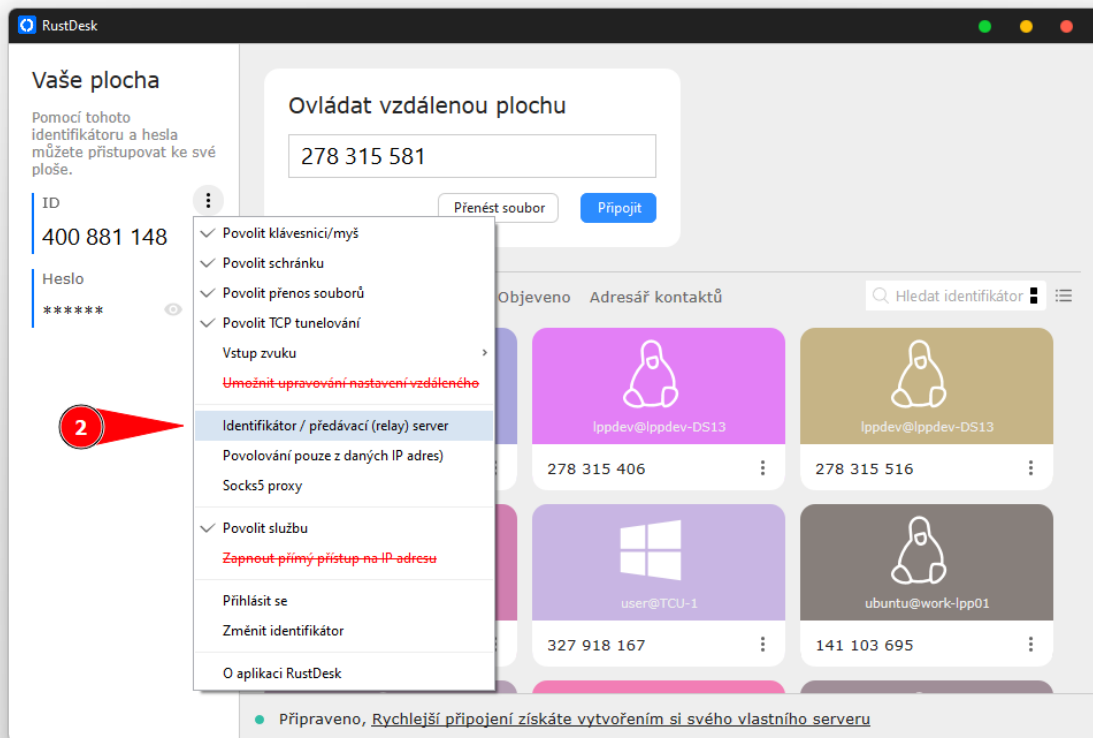 RustDesk
Vaše plocha
Pomocí tohoto
identifikátoru a hesla
můžete přistupovat ke své
ploše.
ID
400 881 148
Heslo
******
Ovládat vzdálenou plochu
278 315 581
Přenést soubor
Připojit
Povolit klávesnici/myš
Povolit schránku
Povolit přenos souborů
Povolit TCP tunelování
Vstup zvuku
Umožnit upravování nastavení vzdáleného
2
Identifikátor / předávací (relay) server
Povolování pouze z daných IP adres)
Socks5 proxy
Povolit službu
Zapnout přímý přístup na IP adresu
Přihlásit se
Změnit identifikátor
O aplikaci RustDesk
Objeveno
Adresář kontaktů
Hledat identifikátor
lppdev@lppdev-DS13
lppdev@lppdev-DS13
278 315 406
278 315 516
user@TCU-1
ubuntu@work-lpp01
327 918 167
141 103 695
Připraveno, Rychlejší připojení získáte vytvořením si svého vlastního serveru